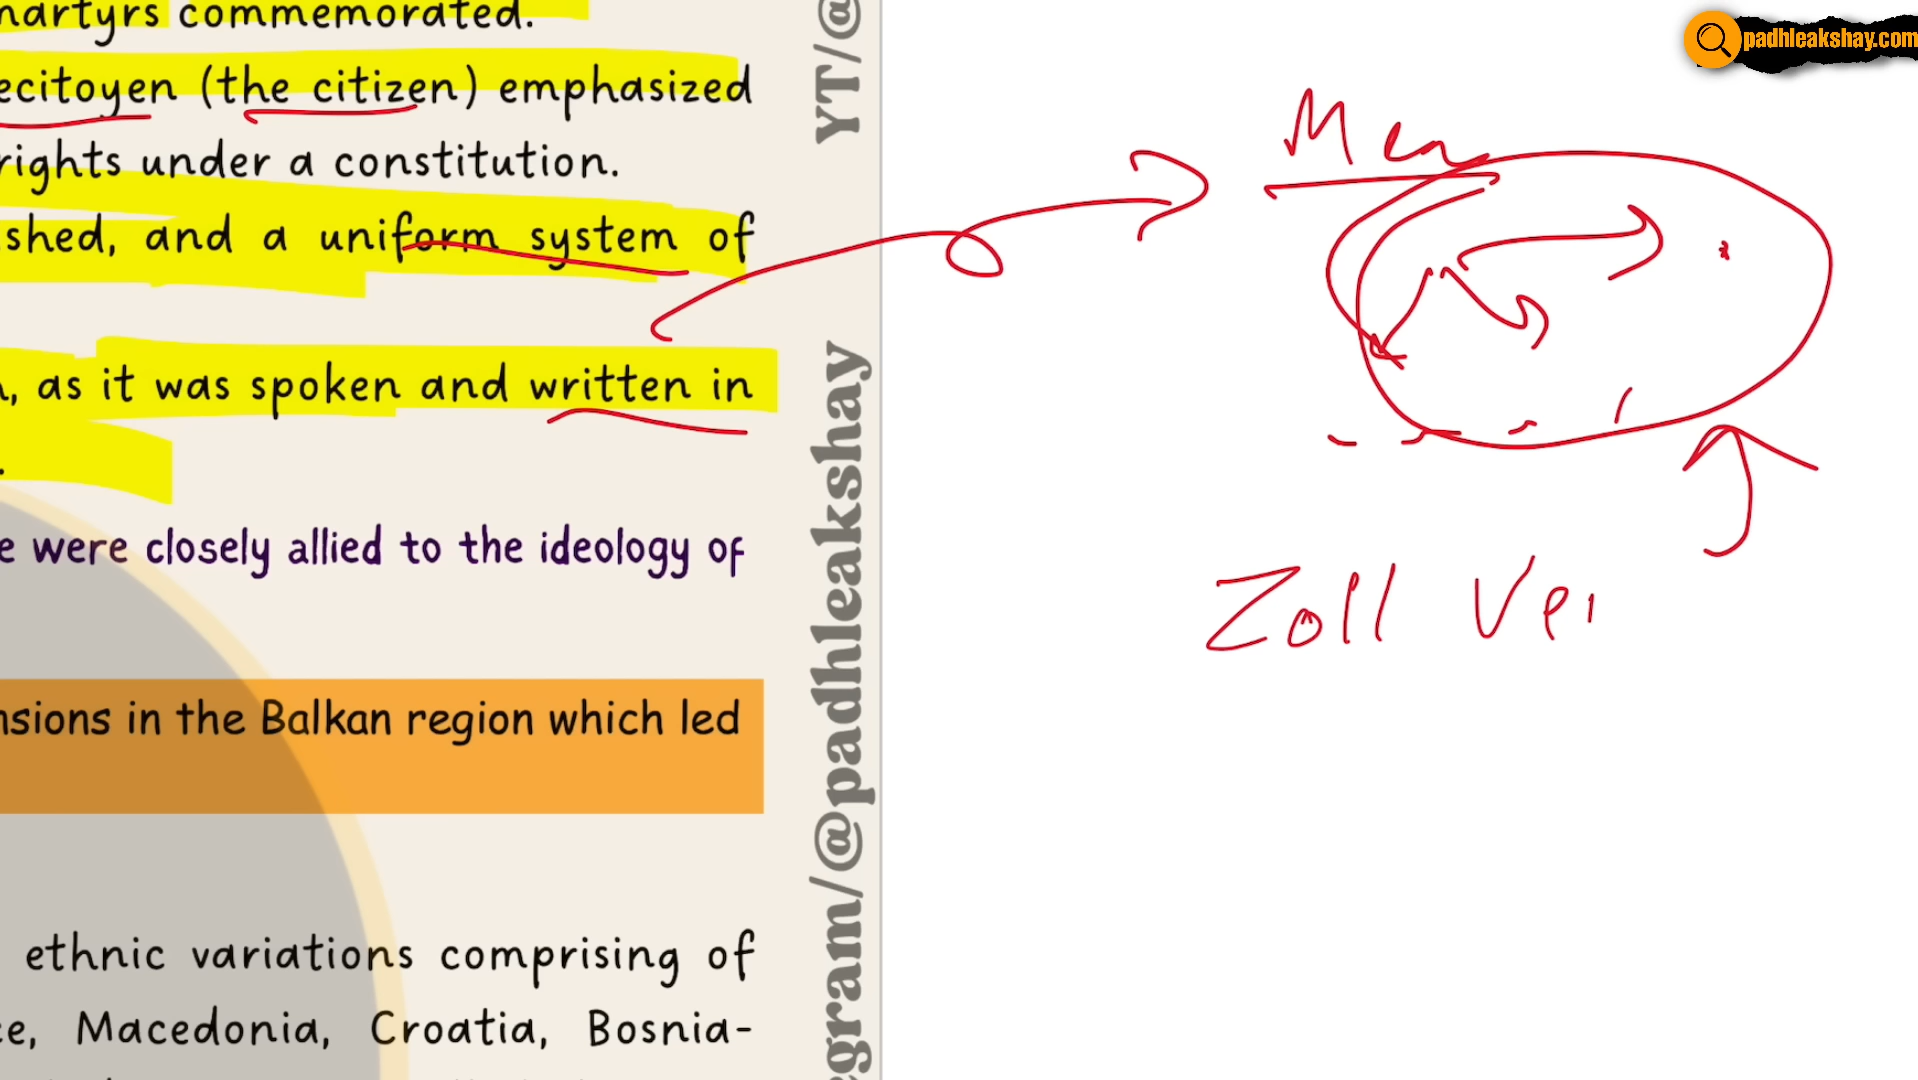 martyrs commemorated.
ecitoyen (the citizen) emphasized
rights under a constitution.
shed, and a uniform system of
, as it was spoken and written in
.
e were closely allied to the ideology of
nsions in the Balkan region which led
ethnic variations comprising of
e, Macedonia, Croatia, Bosnia-
YT/@
gram/@padhleakshay
padhleakshay.com
Men
Zoll Ver